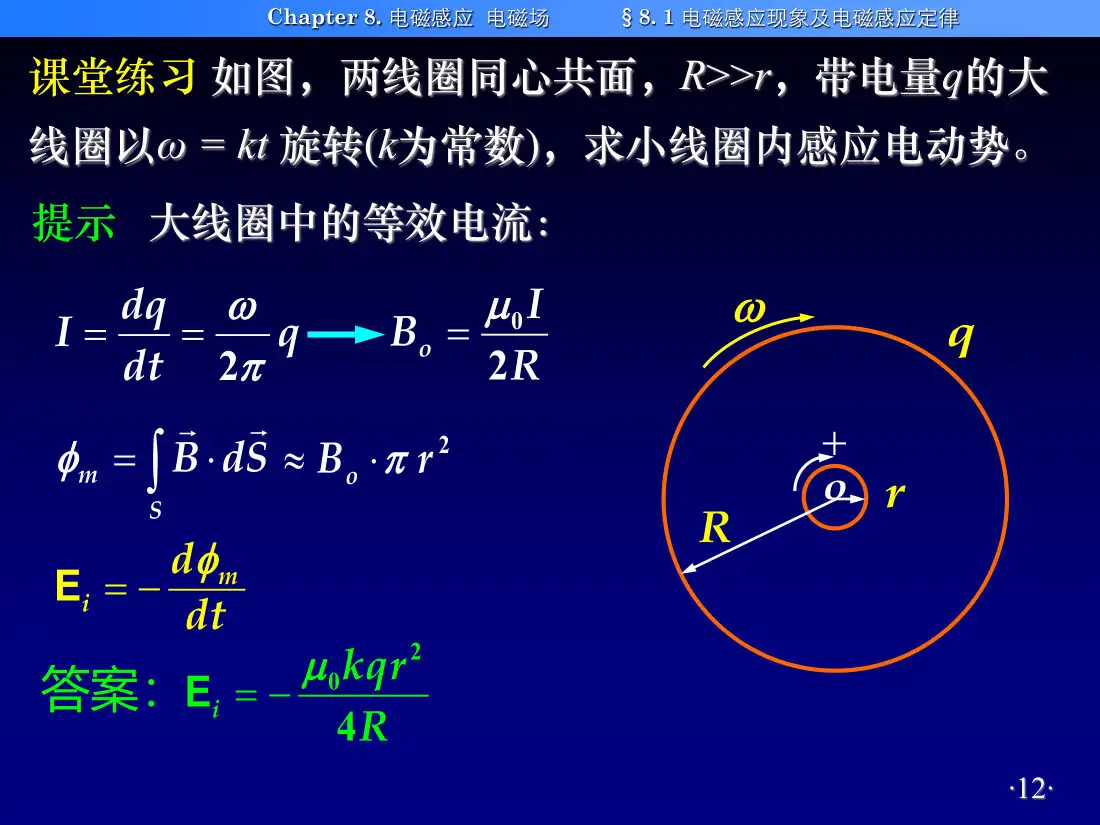 Chapter 8. 电磁感应 电磁场 § 8. 1 电磁感应现象及电磁感应定律
课堂练习 如图，两线圈同心共面，R>>r，带电量q的大
线圈以ω = kt 旋转(k为常数)，求小线圈内感应电动势。
提示 大线圈中的等效电流：
I = dq/dt = ω/2π q → B_o = μ₀I/2R
ϕ_m = ∫_S B⃗ · dS⃗ ≈ B_o · π r²
E_i = − dϕ_m/dt
答案： E_i = − μ₀kqr²/4R
ω
q
+
o
r
R
·12·